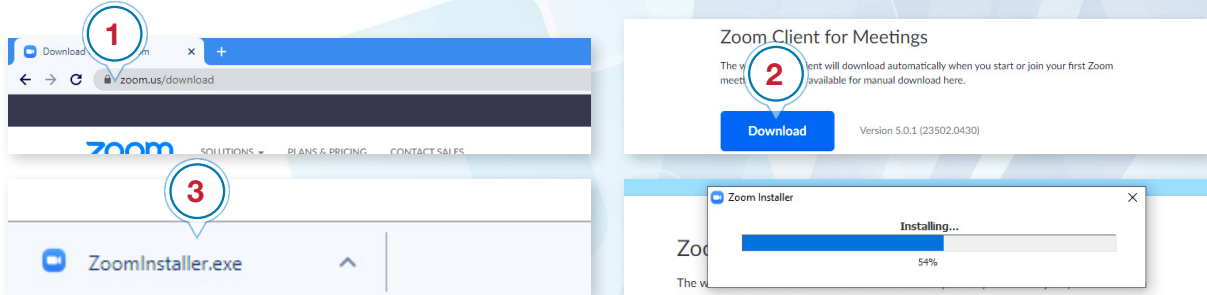 1
Download m
zoom.us/download
zoom
SOLUTIONS
PLANS & PRICING
CONTACT SALES
Zoom Client for Meetings
The w ent will download automatically when you start or join your first Zoom
meeti available for manual download here.
2
Download
Version 5.0.1 (23502.0430)
3
ZoomInstaller.exe
Zoom Installer
Installing...
54%
Zoo
The w